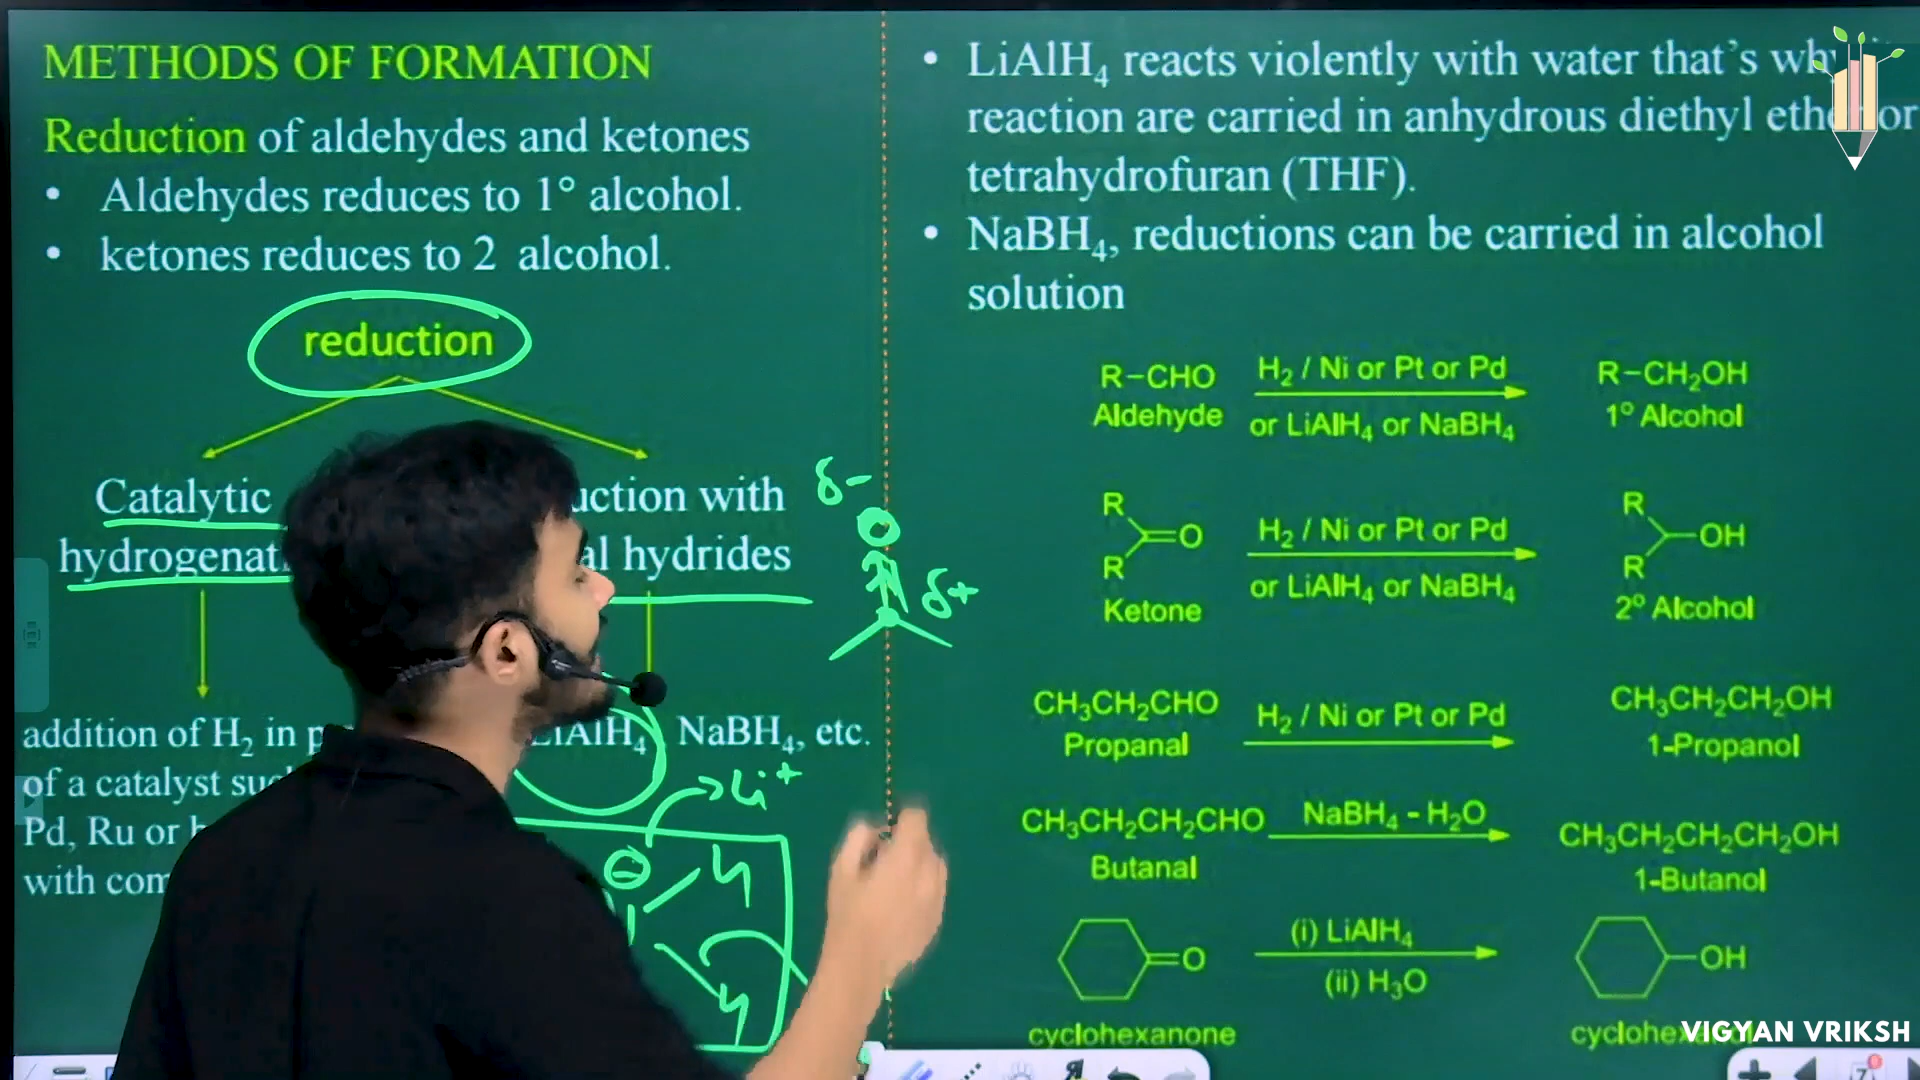 METHODS OF FORMATION
Reduction of aldehydes and ketones
• Aldehydes reduces to 1° alcohol.
• ketones reduces to 2 alcohol.
reduction
Catalytic
hydrogenat
uction with
al hydrides
addition of H₂ in p
of a catalyst su
Pd, Ru or
with con
LiAlH₄ NaBH₄, etc.
Li⁺
δ-
O
δ+
• LiAlH₄ reacts violently with water that's why
reaction are carried in anhydrous diethyl ethe or
tetrahydrofuran (THF).
• NaBH₄, reductions can be carried in alcohol
solution
R-CHO H₂ / Ni or Pt or Pd R-CH₂OH
Aldehyde or LiAlH₄ or NaBH₄ 1° Alcohol
R R
=O H₂ / Ni or Pt or Pd -OH
R or LiAlH₄ or NaBH₄ R
Ketone 2° Alcohol
CH₃CH₂CHO H₂ / Ni or Pt or Pd CH₃CH₂CH₂OH
Propanal 1-Propanol
CH₃CH₂CH₂CHO NaBH₄ - H₂O CH₃CH₂CH₂CH₂OH
Butanal 1-Butanol
=O (i) LiAlH₄ -OH
(ii) H₃O
cyclohexanone cyclohex
VIGYAN VRIKSH